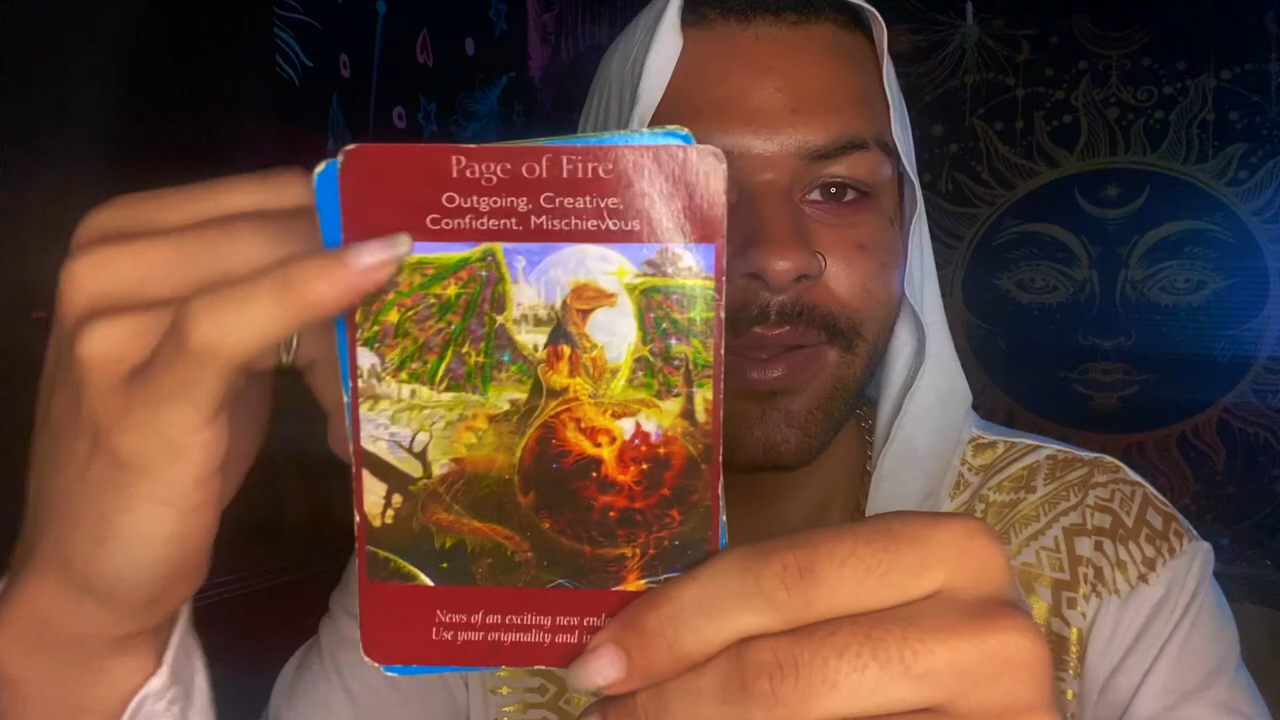 Page of Fire
Outgoing, Creative,
Confident, Mischievous
News of an exciting new
Use your originality and